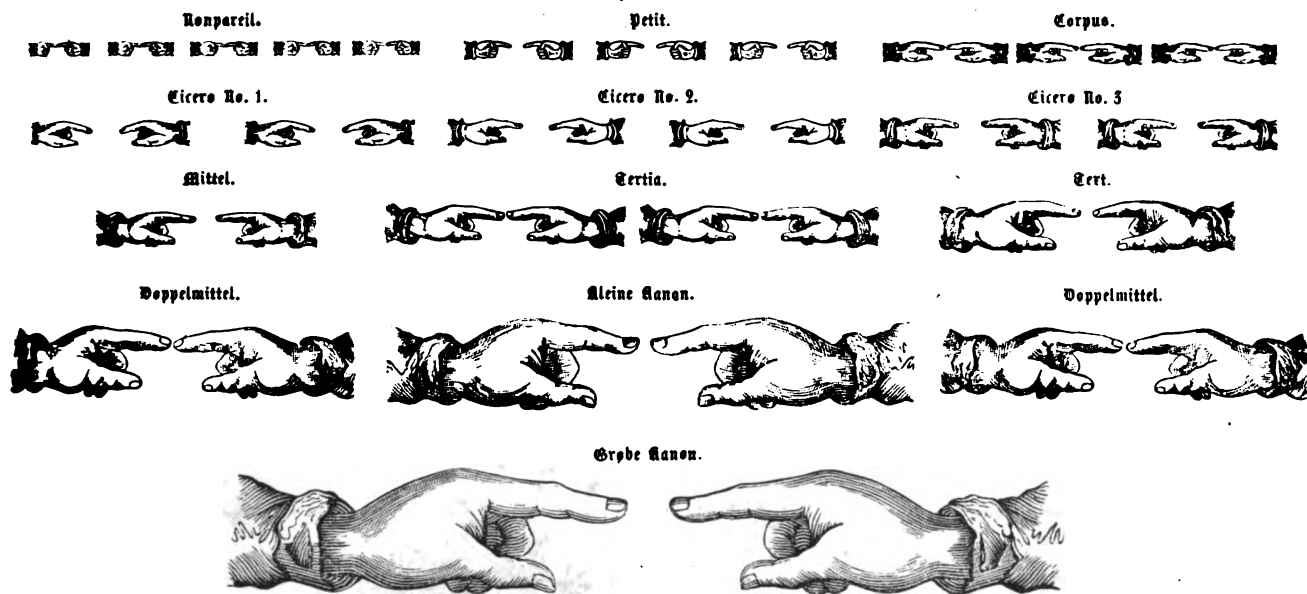 Nonpareil.
Petit.
Corpus.
Cicero No. 1.
Cicero No. 2.
Cicero No. 3
Mittel.
Tertia.
Text.
Doppelmittel.
Kleine Kanon.
Doppelmittel.
Grobe Kanon.